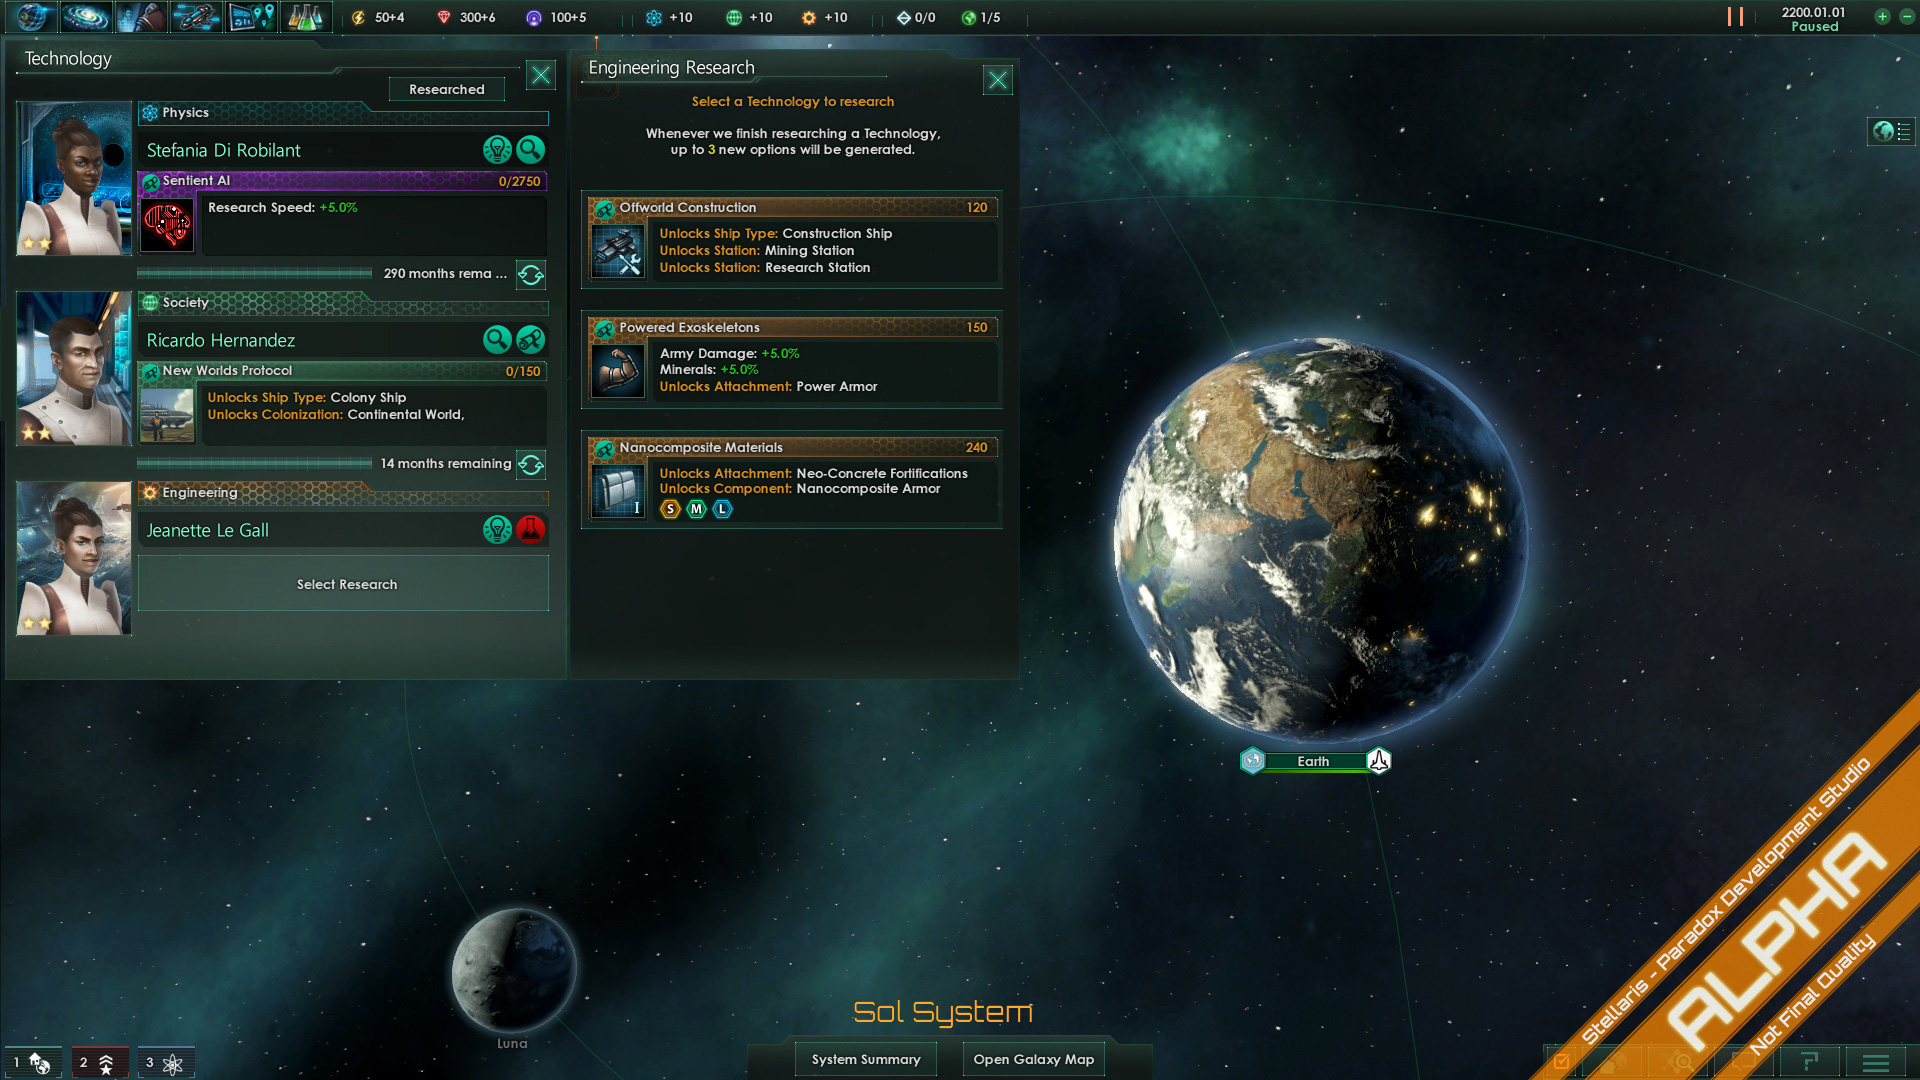 50+4
300+6
100+5
+10
+10
+10
0/0
1/5
2200.01.01
Paused
Technology
Researched
Physics
Stefania Di Robilant
Sentient AI
0/2750
Research Speed: +5.0%
290 months rema ...
Society
Ricardo Hernandez
New Worlds Protocol
0/150
Unlocks Ship Type: Colony Ship
Unlocks Colonization: Continental World,
14 months remaining
Engineering
Jeanette Le Gall
Select Research
Engineering Research
Select a Technology to research
Whenever we finish researching a Technology,
up to 3 new options will be generated.
Offworld Construction
120
Unlocks Ship Type: Construction Ship
Unlocks Station: Mining Station
Unlocks Station: Research Station
Powered Exoskeletons
150
Army Damage: +5.0%
Minerals: +5.0%
Unlocks Attachment: Power Armor
Nanocomposite Materials
240
Unlocks Attachment: Neo-Concrete Fortifications
Unlocks Component: Nanocomposite Armor
I
S M L
Earth
Luna
Sol System
System Summary
Open Galaxy Map
1
2
3
Stellaris - Paradox Development Studio
ALPHA
Not Final Quality